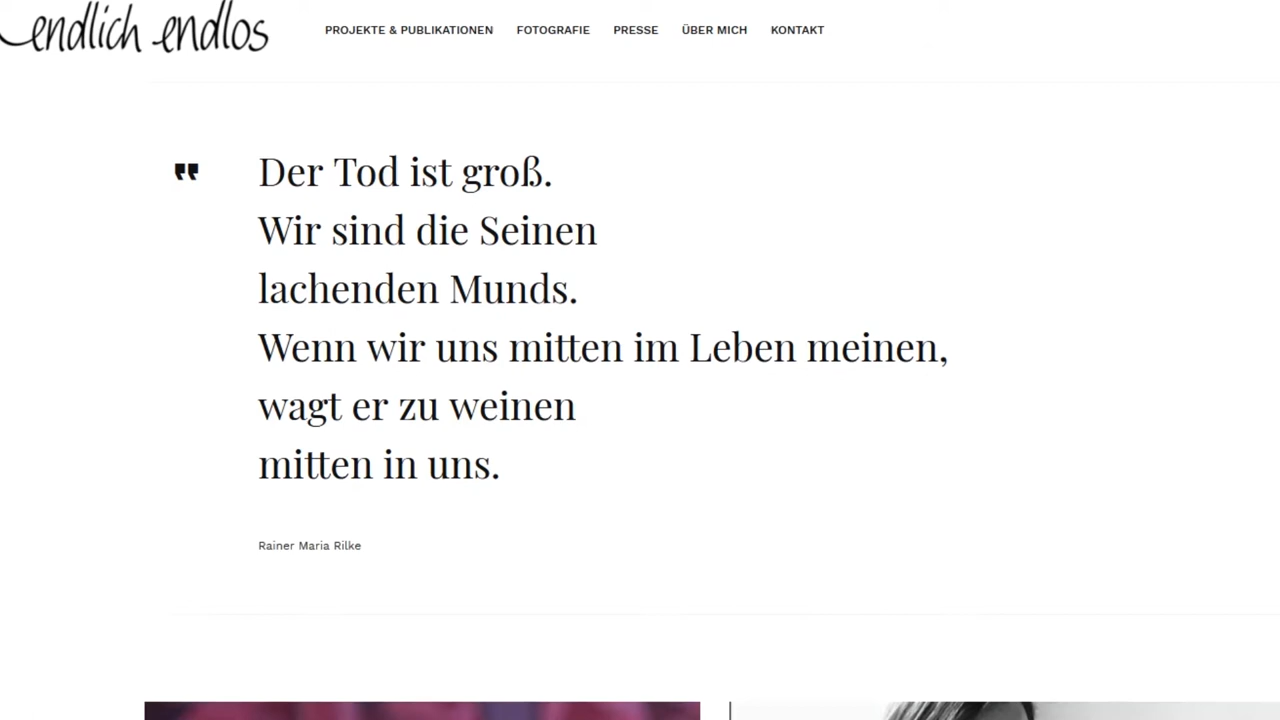 endlich endlos
PROJEKTE & PUBLIKATIONEN FOTOGRAFIE PRESSE ÜBER MICH KONTAKT
"
Der Tod ist groß.
Wir sind die Seinen
lachenden Munds.
Wenn wir uns mitten im Leben meinen,
wagt er zu weinen
mitten in uns.
Rainer Maria Rilke